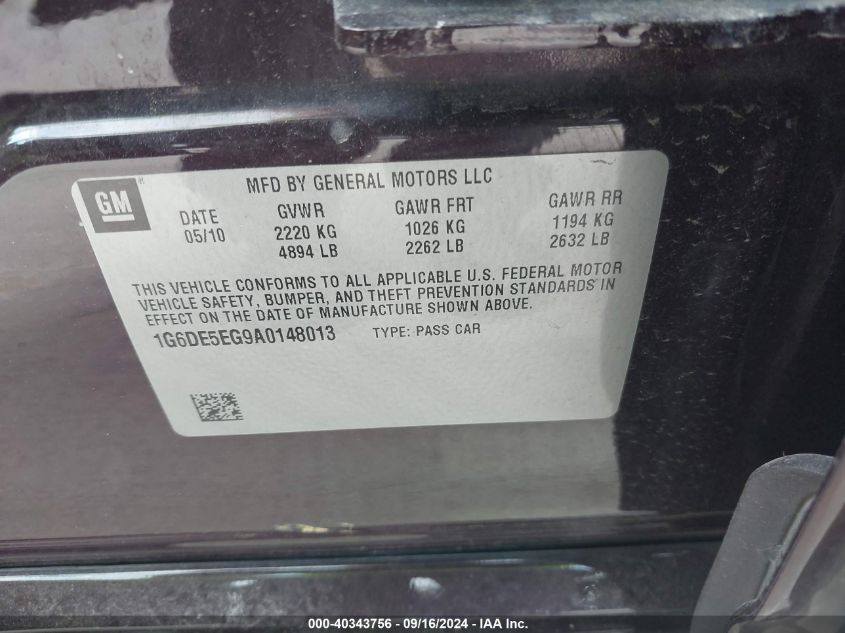 GM
®
MFD BY GENERAL MOTORS LLC
DATE GVWR GAWR FRT GAWR RR
05/10 2220 KG 1026 KG 1194 KG
4894 LB 2262 LB 2632 LB
THIS VEHICLE CONFORMS TO ALL APPLICABLE U.S. FEDERAL MOTOR
VEHICLE SAFETY, BUMPER, AND THEFT PREVENTION STANDARDS IN
EFFECT ON THE DATE OF MANUFACTURE SHOWN ABOVE.
1G6DE5EG9A0148013 TYPE: PASS CAR
000-40343756 - 09/16/2024 - IAA Inc.